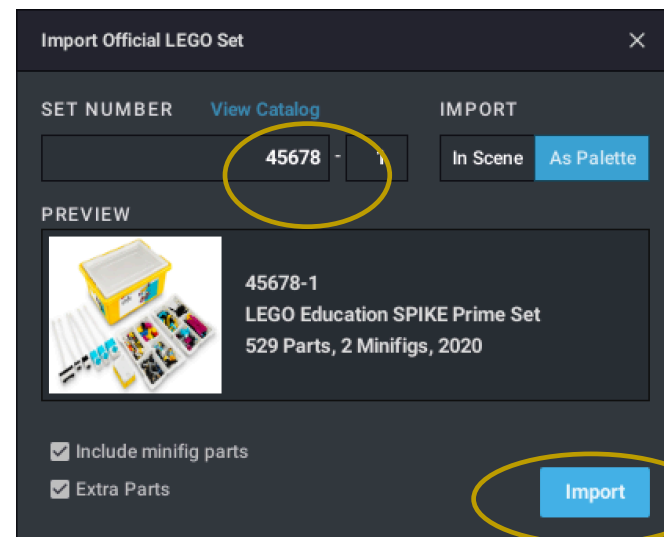 Import Official LEGO Set
SET NUMBER View Catalog IMPORT
45678 - 1 In Scene As Palette
PREVIEW
45678-1
LEGO Education SPIKE Prime Set
529 Parts, 2 Minifigs, 2020
Include minifig parts
Extra Parts
Import